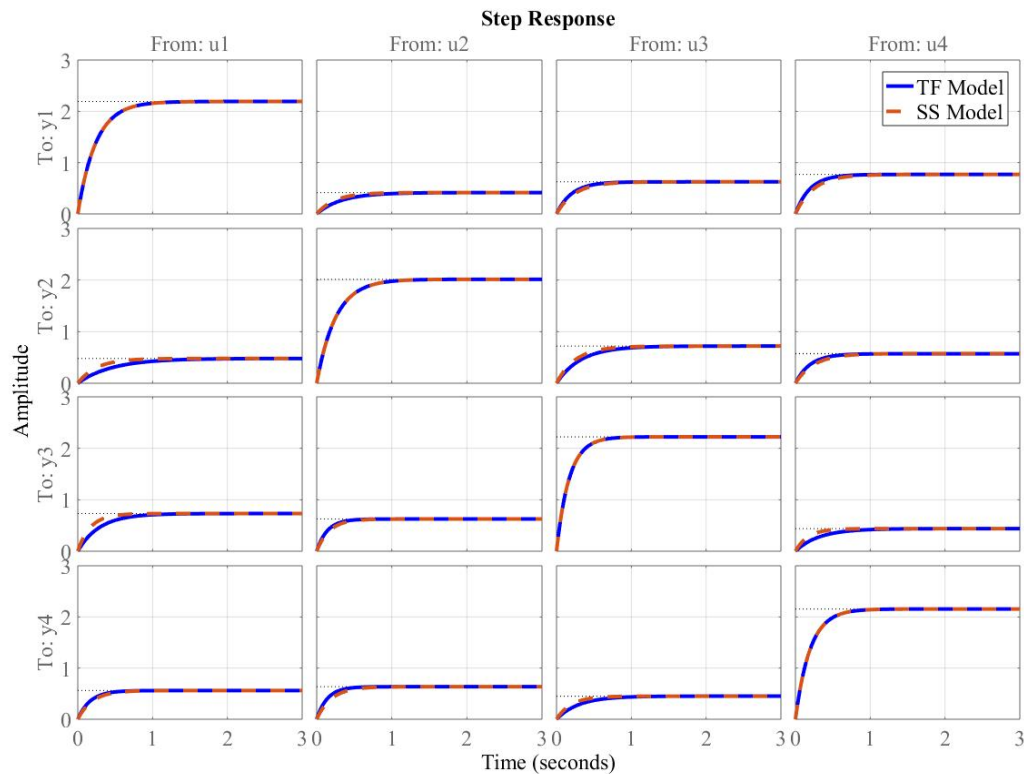 Step Response
From: u1 From: u2 From: u3 From: u4
TF Model
SS Model
To: y1
3
2
1
0
To: y2
3
2
1
0
To: y3
3
2
1
0
To: y4
3
2
1
0
Amplitude
0 1 2 3 0 1 2 3 0 1 2 3 0 1 2 3
Time (seconds)